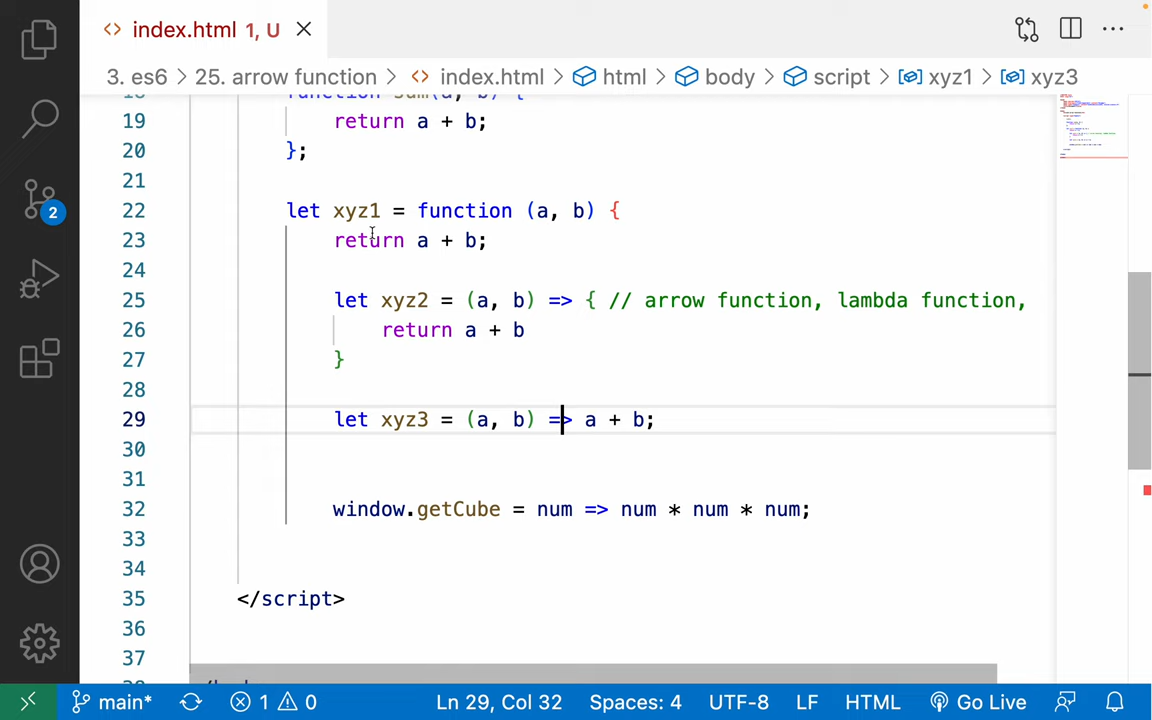 index.html 1, U
3. es6 > 25. arrow function > index.html > html > body > script > xyz1 > xyz3
function sum(a, b) {
19 return a + b;
20 };
21
22 let xyz1 = function (a, b) {
23 return a + b;
24
25 let xyz2 = (a, b) => { // arrow function, lambda function,
26 return a + b
27 }
28
29 let xyz3 = (a, b) => a + b;
30
31
32 window.getCube = num => num * num * num;
33
34
35 </script>
36
37
2
main* 1 0 Ln 29, Col 32 Spaces: 4 UTF-8 LF HTML Go Live